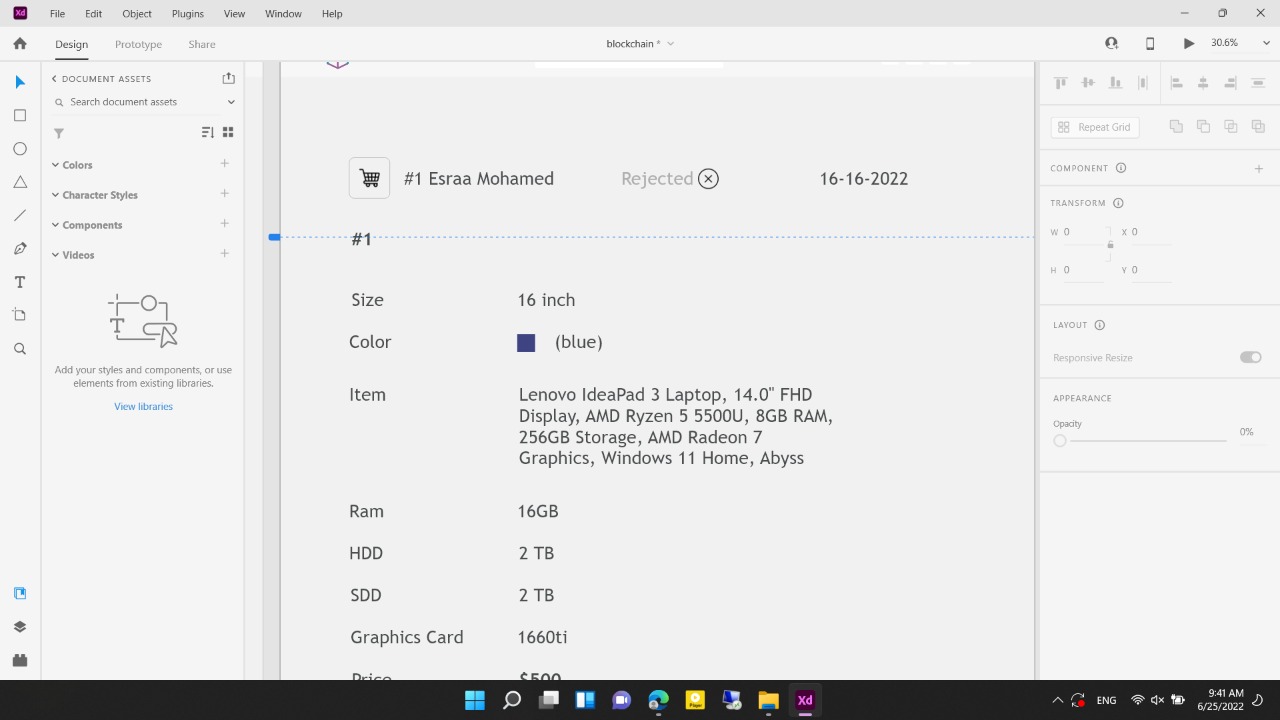 Xd File Edit Object Plugins View Window Help
Design Prototype Share blockchain * 30.6%
DOCUMENT ASSETS
Search document assets
Repeat Grid
Colors
Character Styles
Components
Videos
Add your styles and components, or use
elements from existing libraries.
View libraries
#1 Esraa Mohamed Rejected 16-16-2022
#1
Size 16 inch
Color (blue)
Item Lenovo IdeaPad 3 Laptop, 14.0" FHD
Display, AMD Ryzen 5 5500U, 8GB RAM,
256GB Storage, AMD Radeon 7
Graphics, Windows 11 Home, Abyss
Ram 16GB
HDD 2 TB
SDD 2 TB
Graphics Card 1660ti
Price $500
COMPONENT
TRANSFORM
W 0 X 0
H 0 Y 0
LAYOUT
Responsive Resize
APPEARANCE
Opacity
0%
Player
Xd
ENG
9:41 AM
6/25/2022